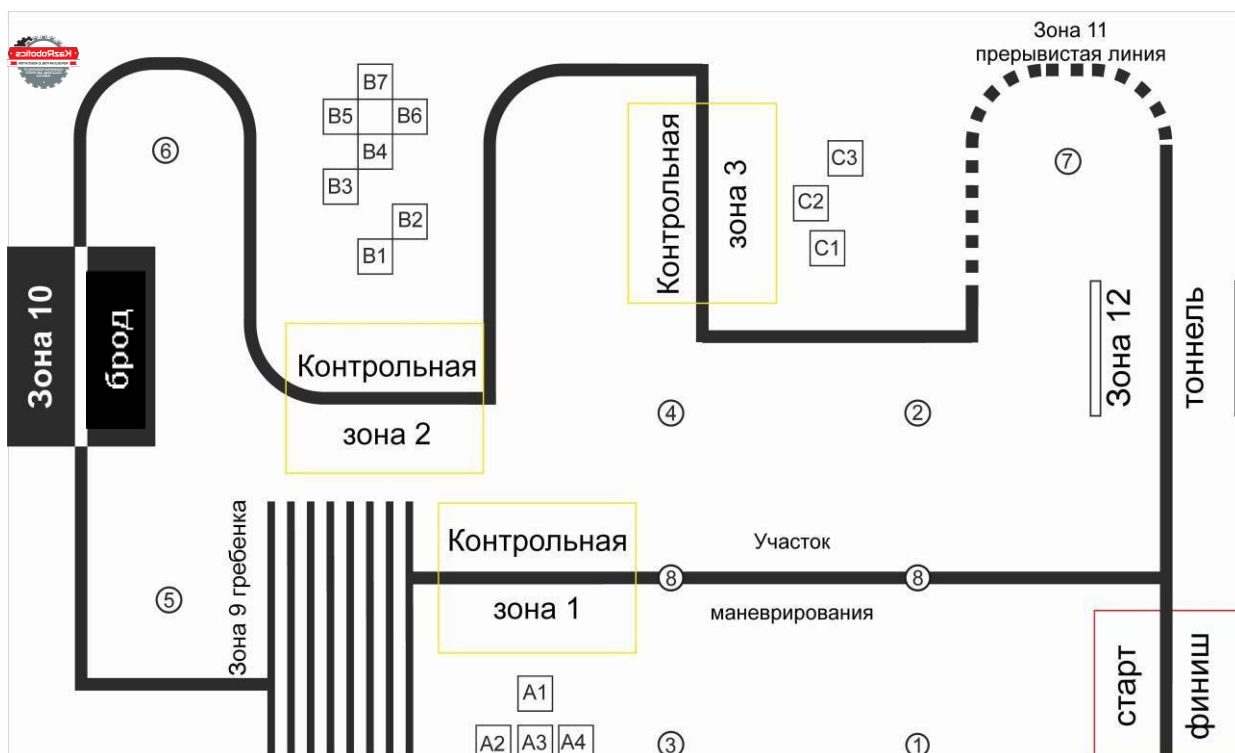 Зона 11
прерывистая линия
KazRobotics
B7
B5
B6
B4
B3
B2
B1
6
Контрольная
зона 3
C3
C2
C1
7
Зона 10
брод
Контрольная
зона 2
4
2
Зона 12
тоннель
Зона 9 гребенка
Контрольная
зона 1
Участок
маневрирования
8
8
5
A1
A2
A3
A4
3
1
старт
финиш